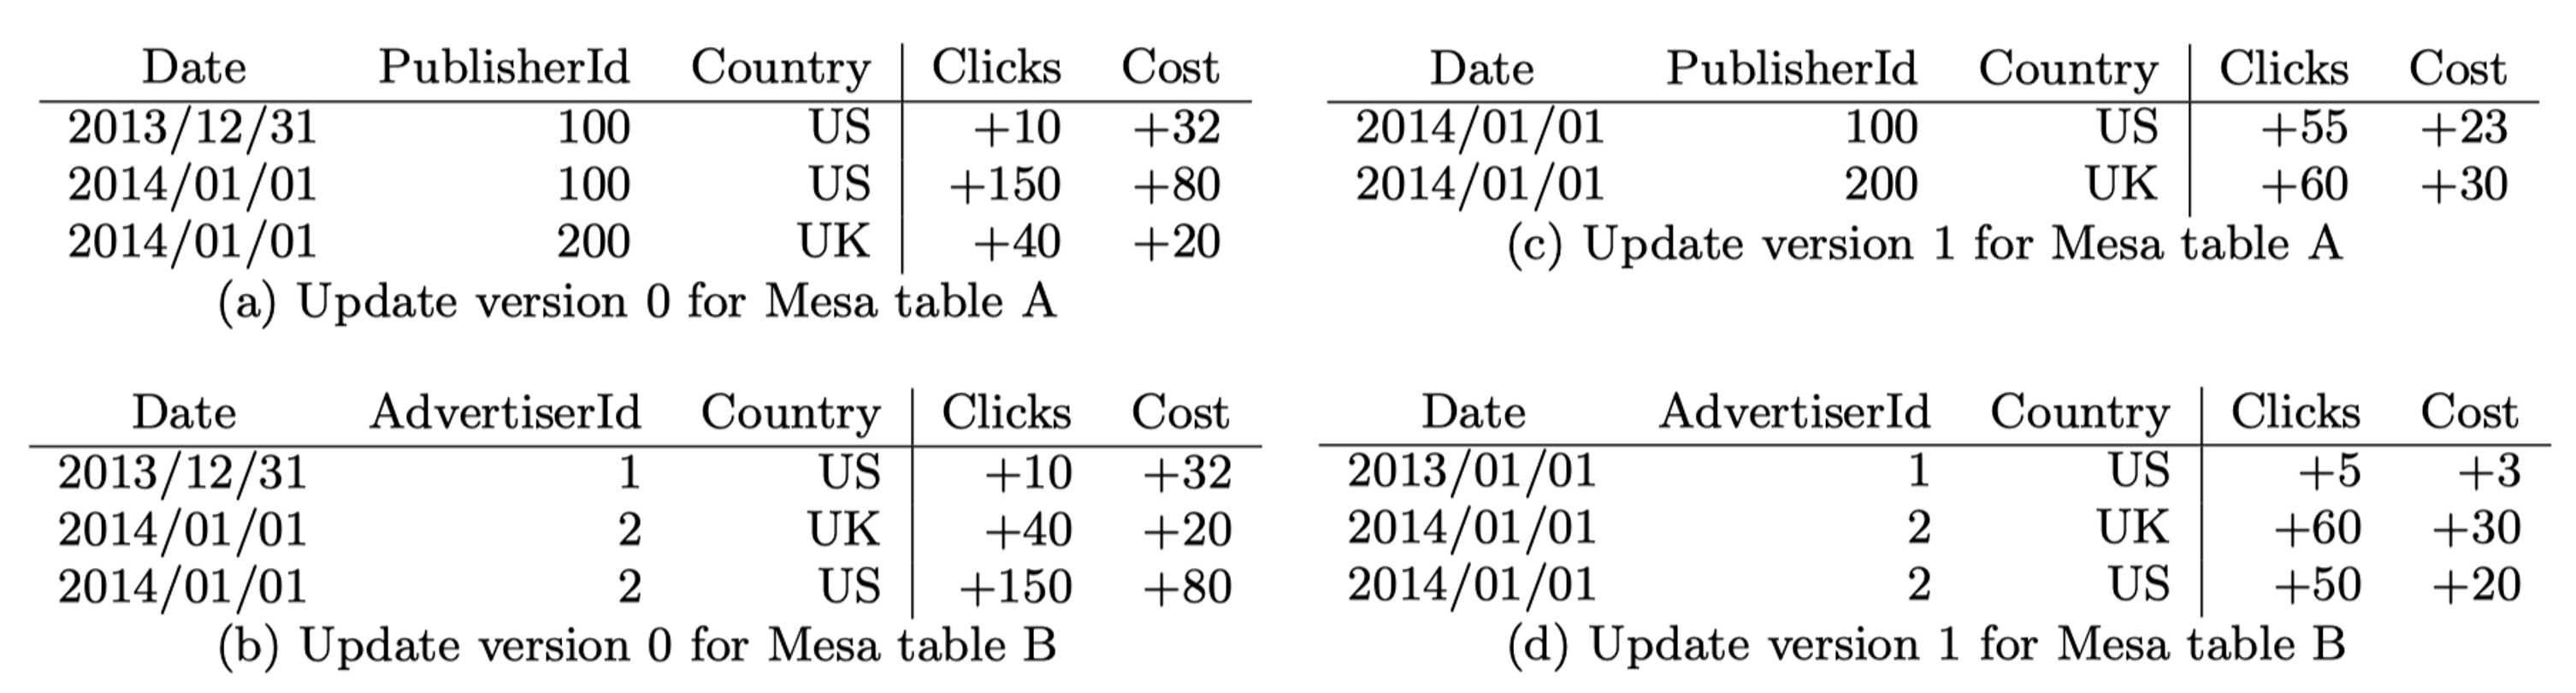 Date PublisherId Country Clicks Cost
2013/12/31 100 US +10 +32
2014/01/01 100 US +150 +80
2014/01/01 200 UK +40 +20
(a) Update version 0 for Mesa table A
Date PublisherId Country Clicks Cost
2014/01/01 100 US +55 +23
2014/01/01 200 UK +60 +30
(c) Update version 1 for Mesa table A
Date AdvertiserId Country Clicks Cost
2013/12/31 1 US +10 +32
2014/01/01 2 UK +40 +20
2014/01/01 2 US +150 +80
(b) Update version 0 for Mesa table B
Date AdvertiserId Country Clicks Cost
2013/01/01 1 US +5 +3
2014/01/01 2 UK +60 +30
2014/01/01 2 US +50 +20
(d) Update version 1 for Mesa table B